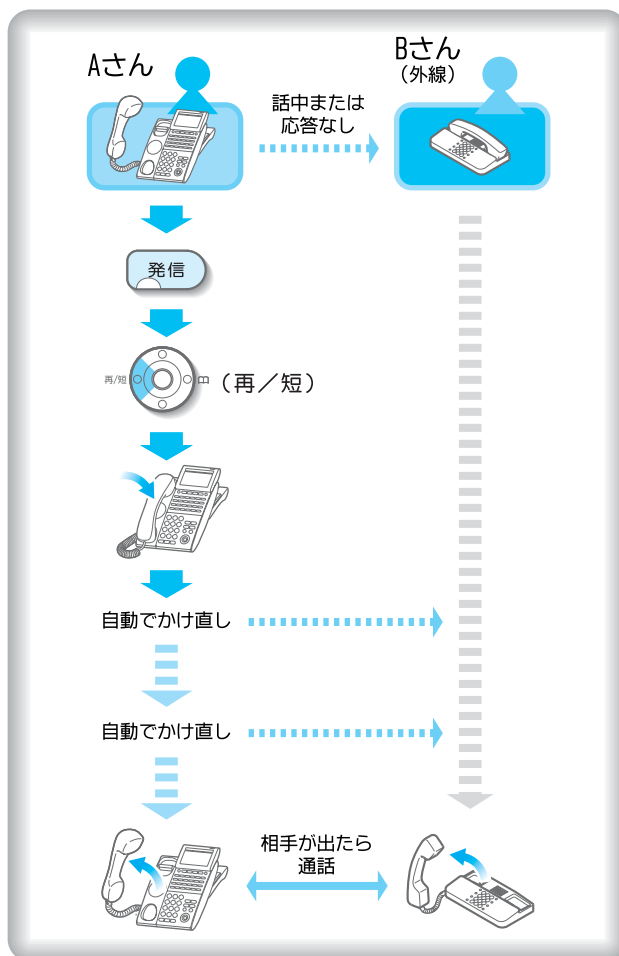 Aさん
Bさん
（外線）
話中または
応答なし
発信
再/短
（再／短）
自動でかけ直し
自動でかけ直し
相手が出たら
通話